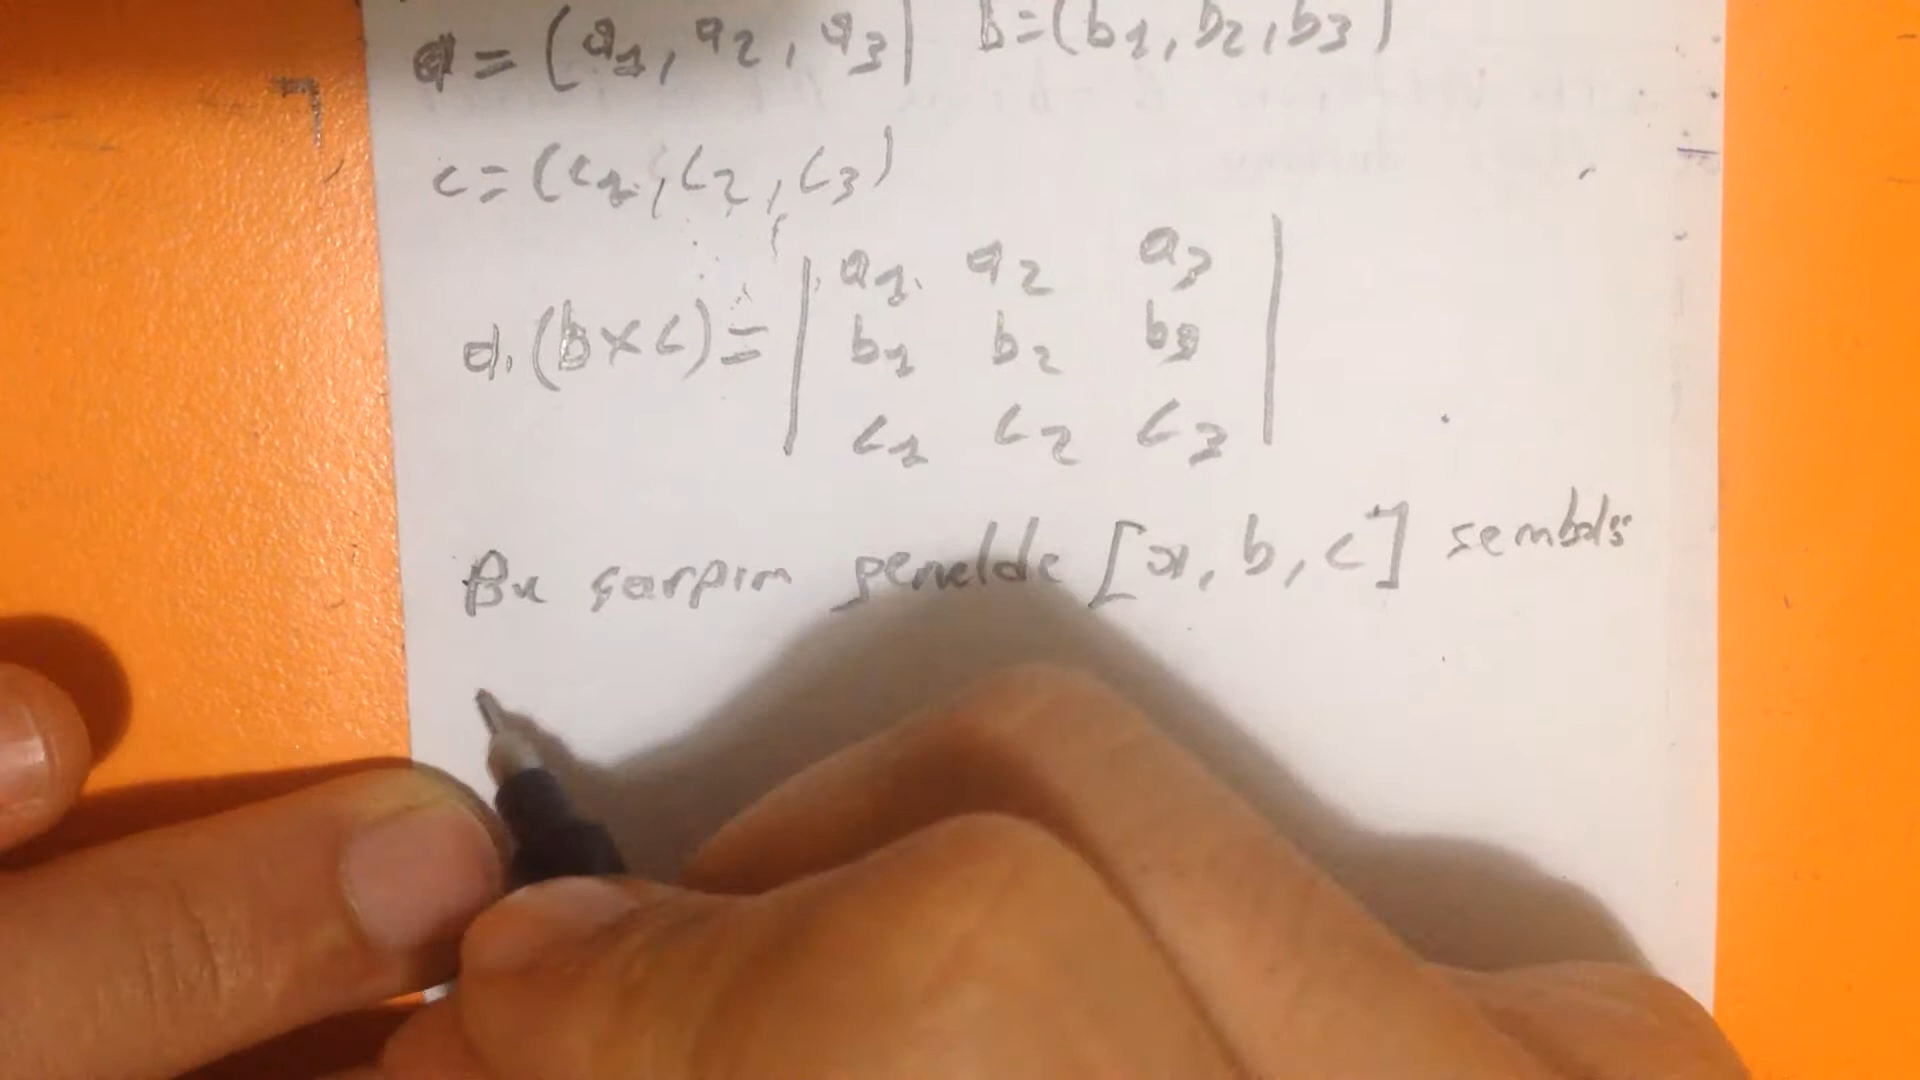 a = (a1, a2, a3) b=(b1, b2, b3)
c = (c1, c2, c3)
a. (b x c) = | a1 a2 a3 |
| b1 b2 b3 |
| c1 c2 c3 |
Bu çarpım genelde [a, b, c] sembolü